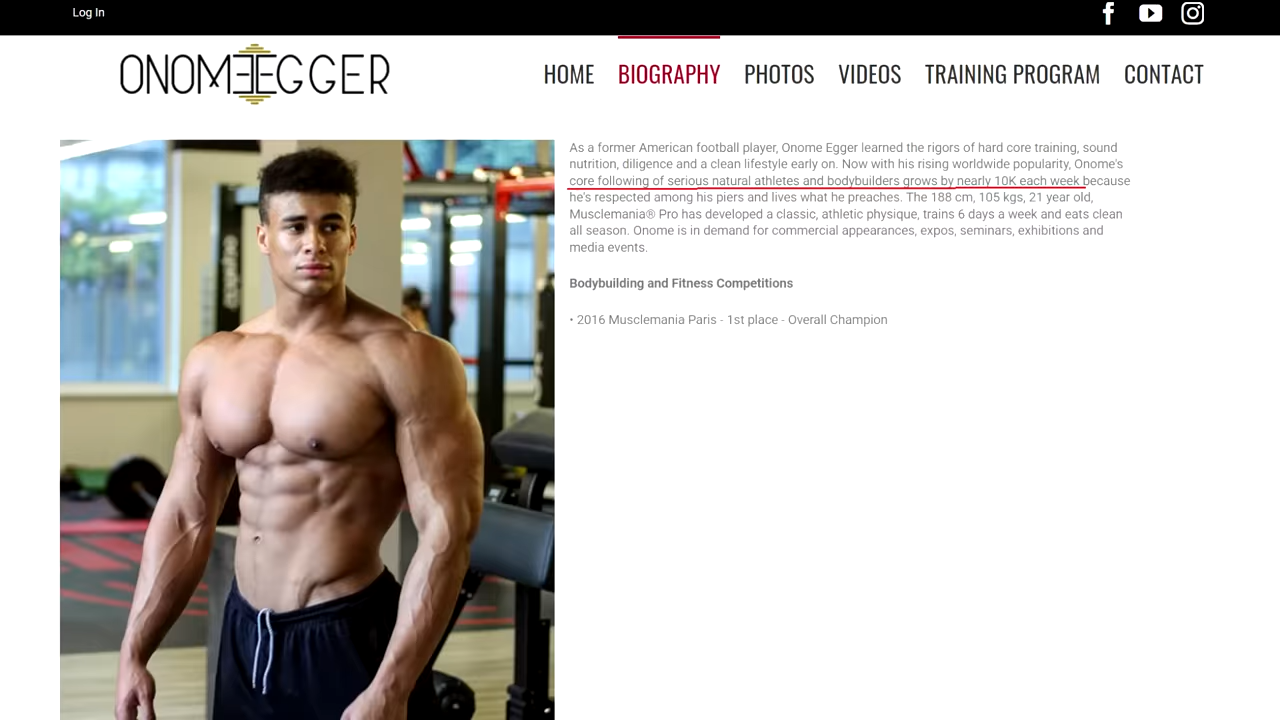 Log In
ONOMEEGGER
HOME BIOGRAPHY PHOTOS VIDEOS TRAINING PROGRAM CONTACT
As a former American football player, Onome Egger learned the rigors of hard core training, sound
nutrition, diligence and a clean lifestyle early on. Now with his rising worldwide popularity, Onome's
core following of serious natural athletes and bodybuilders grows by nearly 10K each week because
he's respected among his piers and lives what he preaches. The 188 cm, 105 kgs, 21 year old,
Musclemania® Pro has developed a classic, athletic physique, trains 6 days a week and eats clean
all season. Onome is in demand for commercial appearances, expos, seminars, exhibitions and
media events.
Bodybuilding and Fitness Competitions
• 2016 Musclemania Paris - 1st place - Overall Champion